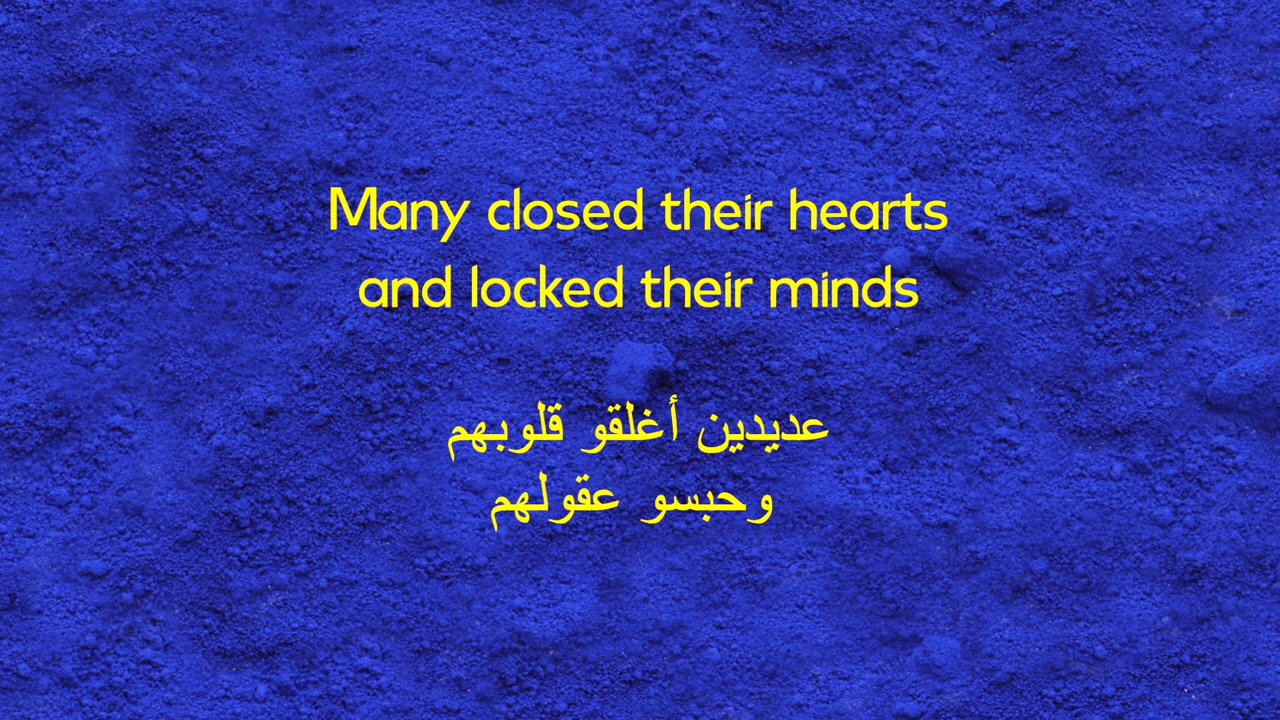 Many closed their hearts
and locked their minds
عديدين أغلقو قلوبهم
وحبسو عقولهم